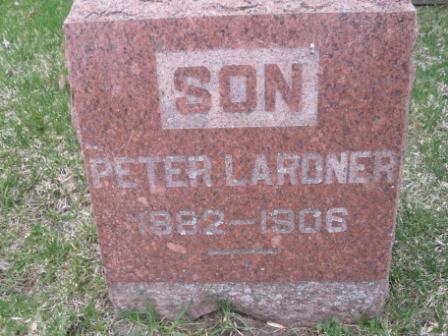 SON
PETER LARDNER
1882-1906